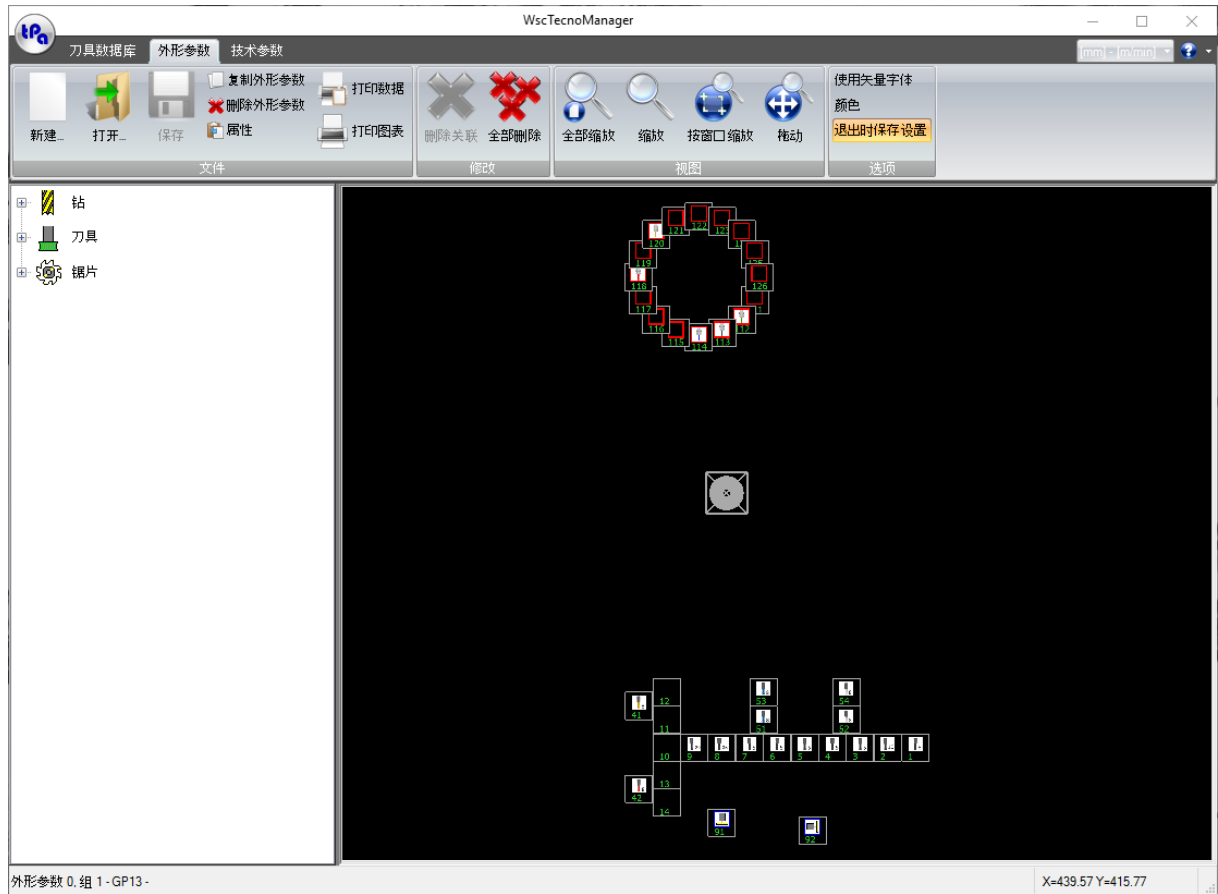 WscTecnoManager
tPa
刀具数据库 外形参数 技术参数
[mm] - [m/min]
新建...
打开...
保存
复制外形参数
删除外形参数
属性
打印数据
打印图表
文件
删除关联
全部删除
修改
全部缩放
缩放
按窗口缩放
拖动
视图
使用矢量字体
颜色
退出时保存设置
选项
钻
刀具
锯片
122
121
120
119
118
126
117
116
115
114
113
12 53 54
41
11 51 52
10 9 8 7 6 5 4 3 2 1
13
42
14
91
92
外形参数 0, 组 1 - GP13 -
X=439.57 Y=415.77